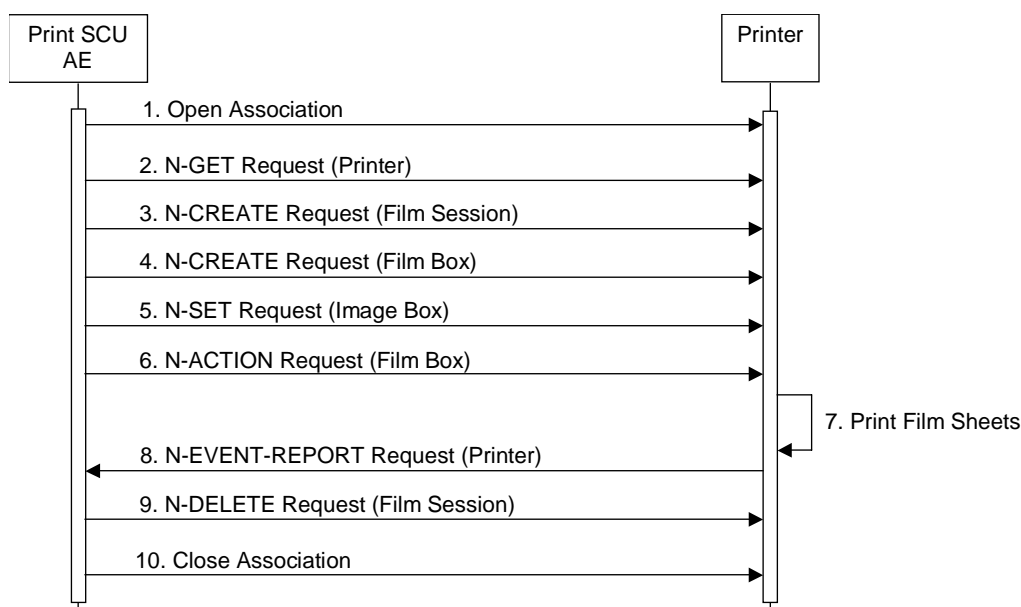 Print SCU
AE
Printer
1. Open Association
2. N-GET Request (Printer)
3. N-CREATE Request (Film Session)
4. N-CREATE Request (Film Box)
5. N-SET Request (Image Box)
6. N-ACTION Request (Film Box)
7. Print Film Sheets
8. N-EVENT-REPORT Request (Printer)
9. N-DELETE Request (Film Session)
10. Close Association